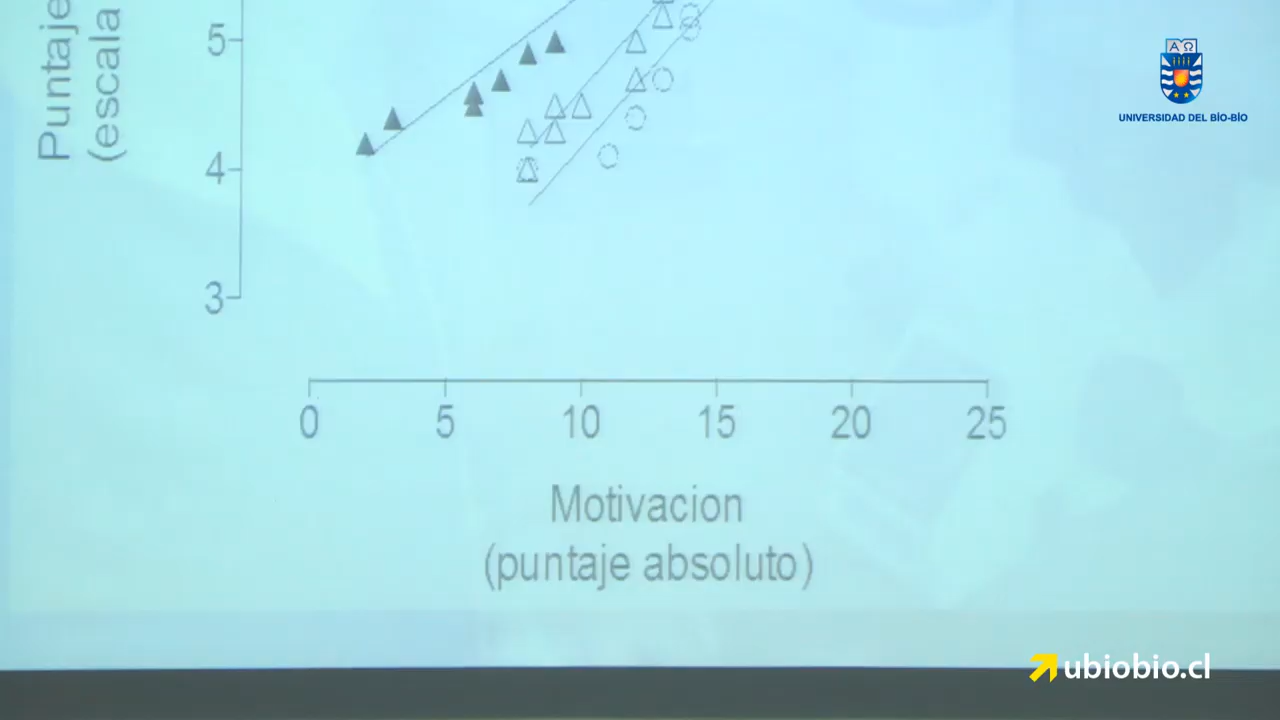 Puntaje
(escala
5
4
3
0 5 10 15 20 25
Motivacion
(puntaje absoluto)
ΑΩ
UNIVERSIDAD DEL BÍO-BÍO
ubiobio.cl